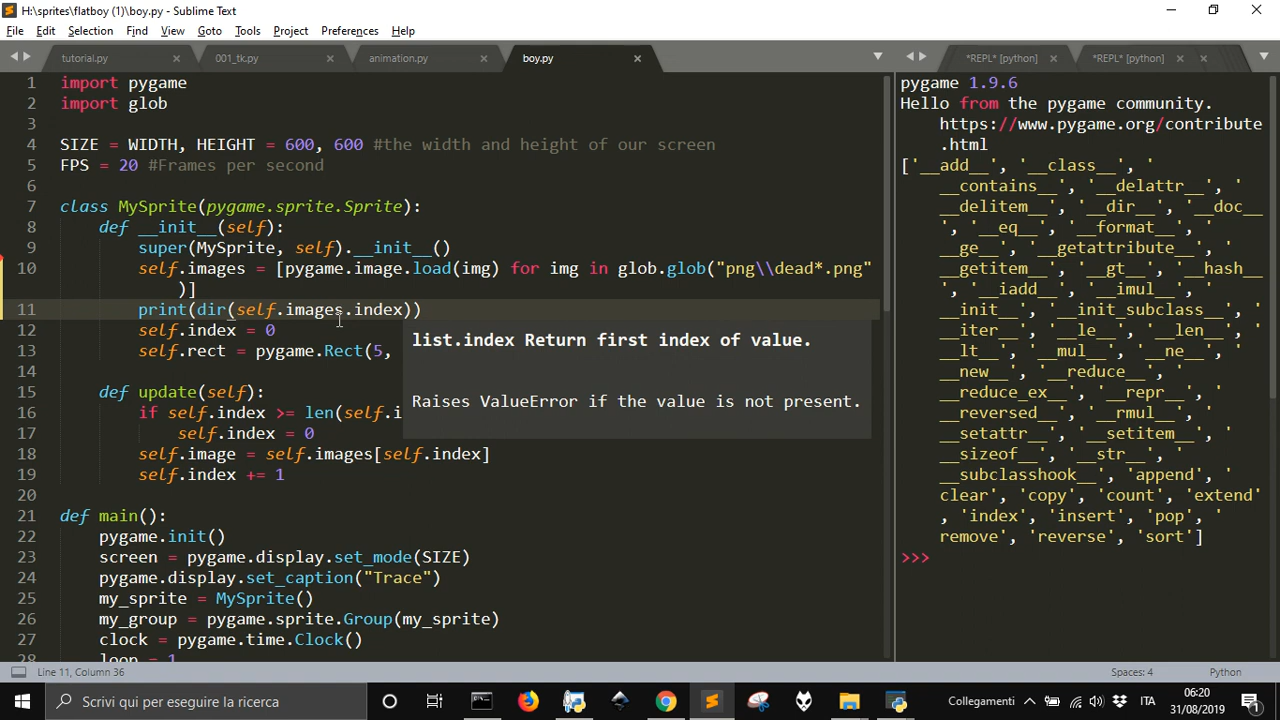 H:\sprites\flatboy (1)\boy.py - Sublime Text
File Edit Selection Find View Goto Tools Project Preferences Help
tutorial.py 001_tk.py animation.py boy.py *REPL* [python] *REPL* [python]
1 import pygame
2 import glob
3
4 SIZE = WIDTH, HEIGHT = 600, 600 #the width and height of our screen
5 FPS = 20 #Frames per second
6
7 class MySprite(pygame.sprite.Sprite):
8 def __init__(self):
9 super(MySprite, self).__init__()
10 self.images = [pygame.image.load(img) for img in glob.glob("png\\dead*.png"
)]
11 print(dir(self.images.index))
12 self.index = 0
13 self.rect = pygame.Rect(5,
14
15 def update(self):
16 if self.index >= len(self.i
17 self.index = 0
18 self.image = self.images[self.index]
19 self.index += 1
20
21 def main():
22 pygame.init()
23 screen = pygame.display.set_mode(SIZE)
24 pygame.display.set_caption("Trace")
25 my_sprite = MySprite()
26 my_group = pygame.sprite.Group(my_sprite)
27 clock = pygame.time.Clock()
28 loop = 1
list.index Return first index of value.
Raises ValueError if the value is not present.
pygame 1.9.6
Hello from the pygame community.
https://www.pygame.org/contribute
.html
['__add__', '__class__', '
__contains__', '__delattr__', '
__delitem__', '__dir__', '__doc__
', '__eq__', '__format__', '
__ge__', '__getattribute__', '
__getitem__', '__gt__', '__hash__
', '__iadd__', '__imul__', '
__init__', '__init_subclass__', '
__iter__', '__le__', '__len__', '
__lt__', '__mul__', '__ne__', '
__new__', '__reduce__', '
__reduce_ex__', '__repr__', '
__reversed__', '__rmul__', '
__setattr__', '__setitem__', '
__sizeof__', '__str__', '
__subclasshook__', 'append', '
clear', 'copy', 'count', 'extend'
, 'index', 'insert', 'pop', '
remove', 'reverse', 'sort']
>>>
Line 11, Column 36 Spaces: 4 Python
Scrivi qui per eseguire la ricerca
Collegamenti ITA
06:20
31/08/2019
1